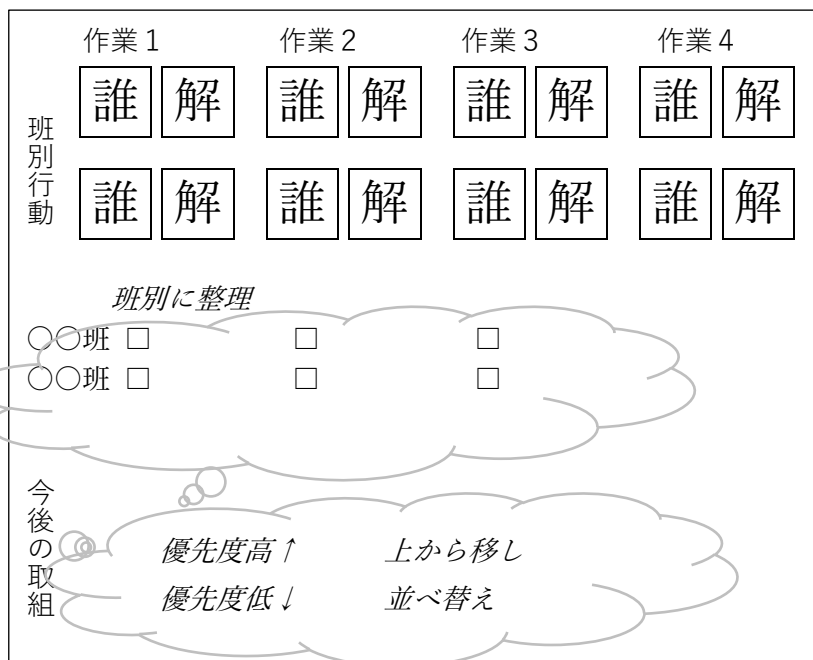 作業1 作業2 作業3 作業4
班別行動
誰 解 誰 解 誰 解 誰 解
誰 解 誰 解 誰 解 誰 解
班別に整理
○○班 □ □ □
○○班 □ □ □
今後の取組
優先度高↑ 上から移し
優先度低↓ 並べ替え